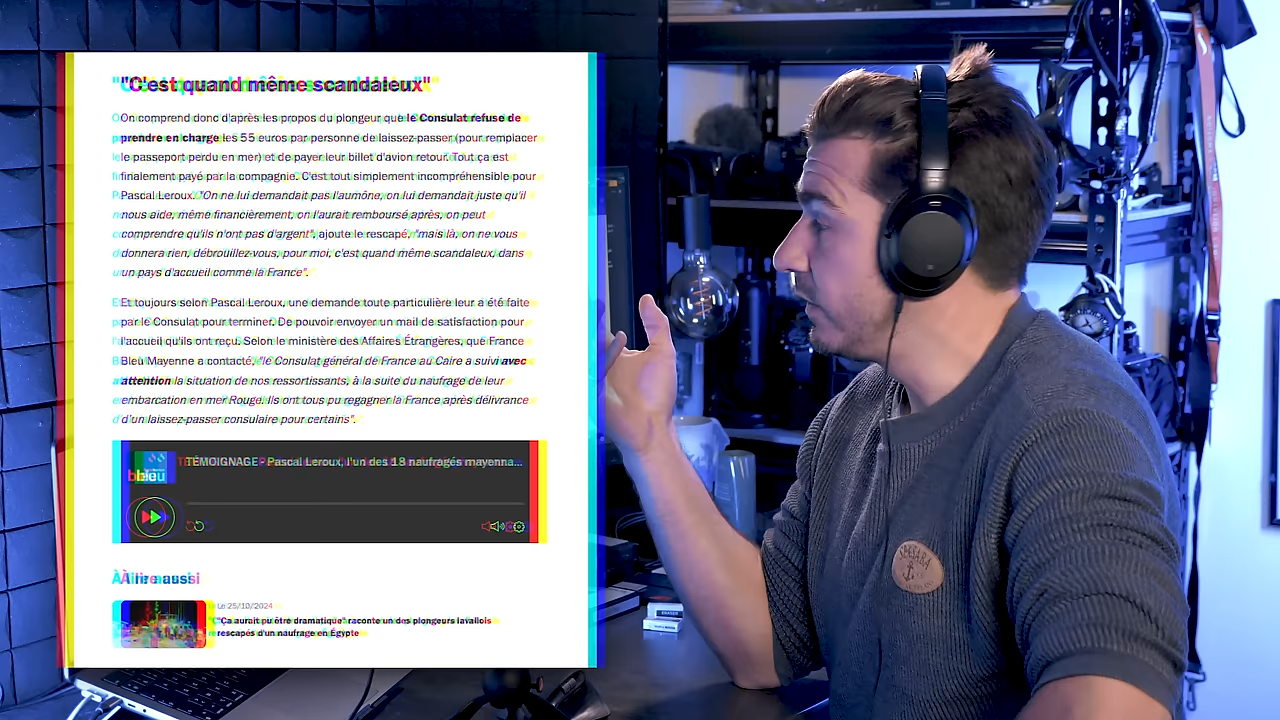 "C'est quand même scandaleux"
On comprend donc d'après les propos du plongeur que le Consulat refuse de
prendre en charge les 55 euros par personne de laissez-passer (pour remplacer
le passeport perdu en mer) et de payer leur billet d'avion retour. Tout ça est
finalement payé par la compagnie. C'est tout simplement incompréhensible pour
Pascal Leroux. "On ne lui demandait pas l'aumône, on lui demandait juste qu'il
nous aide, même financièrement, on l'aurait remboursé après, on peut
comprendre qu'ils n'ont pas d'argent", ajoute le rescapé, "mais là, on ne vous
donnera rien, débrouillez-vous, pour moi, c'est quand même scandaleux, dans
un pays d'accueil comme la France".
Et toujours selon Pascal Leroux, une demande toute particulière leur a été faite
par le Consulat pour terminer. De pouvoir envoyer un mail de satisfaction pour
l'accueil qu'ils ont reçu. Selon le ministère des Affaires Étrangères, que France
Bleu Mayenne a contacté, "le Consulat général de France au Caire a suivi avec
attention la situation de nos ressortissants, à la suite du naufrage de leur
embarcation en mer Rouge. Ils ont tous pu regagner la France après délivrance
d'un laissez-passer consulaire pour certains".
bleu
TÉMOIGNAGE - Pascal Leroux, l'un des 18 naufragés mayenna...
À lire aussi
Le 25/10/2024
"Ça aurait pu être dramatique" raconte un des plongeurs lavallois
rescapés d'un naufrage en Égypte
ERASER